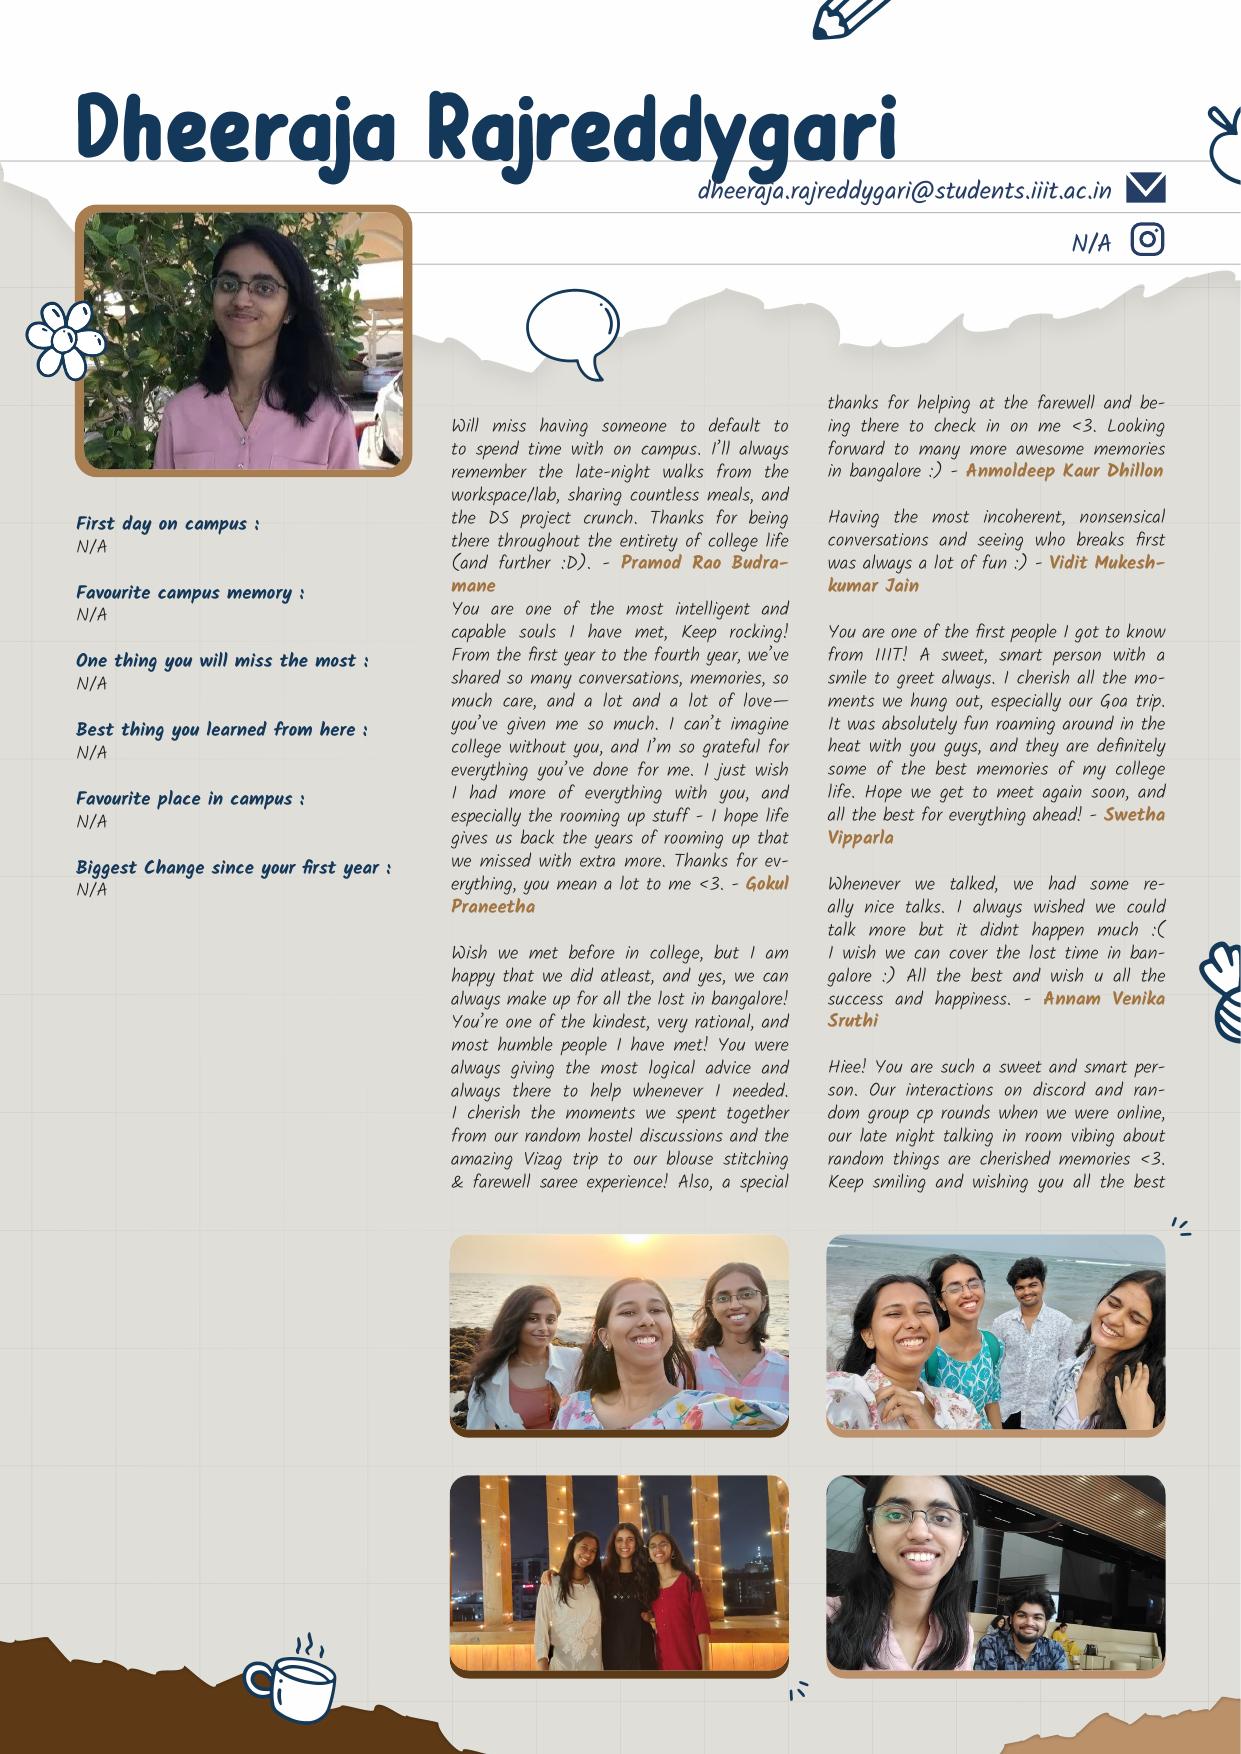 Dheeraja Rajreddygari
dheeraja.rajreddygari@students.iiit.ac.in
N/A
First day on campus :
N/A
Favourite campus memory :
N/A
One thing you will miss the most :
N/A
Best thing you learned from here :
N/A
Favourite place in campus :
N/A
Biggest Change since your first year :
N/A
Will miss having someone to default to
to spend time with on campus. I'll always
remember the late-night walks from the
workspace/lab, sharing countless meals, and
the DS project crunch. Thanks for being
there throughout the entirety of college life
(and further :D). - Pramod Rao Budra-
mane
You are one of the most intelligent and
capable souls I have met, Keep rocking!
From the first year to the fourth year, we've
shared so many conversations, memories, so
much care, and a lot and a lot of love—
you've given me so much. I can't imagine
college without you, and I'm so grateful for
everything you've done for me. I just wish
I had more of everything with you, and
especially the rooming up stuff - I hope life
gives us back the years of rooming up that
we missed with extra more. Thanks for ev-
erything, you mean a lot to me <3. - Gokul
Praneetha
Wish we met before in college, but I am
happy that we did atleast, and yes, we can
always make up for all the lost in bangalore!
You're one of the kindest, very rational, and
most humble people I have met! You were
always giving the most logical advice and
always there to help whenever I needed.
I cherish the moments we spent together
from our random hostel discussions and the
amazing Vizag trip to our blouse stitching
& farewell saree experience! Also, a special
thanks for helping at the farewell and be-
ing there to check in on me <3. Looking
forward to many more awesome memories
in bangalore :) - Anmoldeep Kaur Dhillon
Having the most incoherent, nonsensical
conversations and seeing who breaks first
was always a lot of fun :) - Vidit Mukesh-
kumar Jain
You are one of the first people I got to know
from IIIT! A sweet, smart person with a
smile to greet always. I cherish all the mo-
ments we hung out, especially our Goa trip.
It was absolutely fun roaming around in the
heat with you guys, and they are definitely
some of the best memories of my college
life. Hope we get to meet again soon, and
all the best for everything ahead! - Swetha
Vipparla
Whenever we talked, we had some re-
ally nice talks. I always wished we could
talk more but it didnt happen much :(
I wish we can cover the lost time in ban-
galore :) All the best and wish u all the
success and happiness. - Annam Venika
Sruthi
Hiee! You are such a sweet and smart per-
son. Our interactions on discord and ran-
dom group cp rounds when we were online,
our late night talking in room vibing about
random things are cherished memories <3.
Keep smiling and wishing you all the best